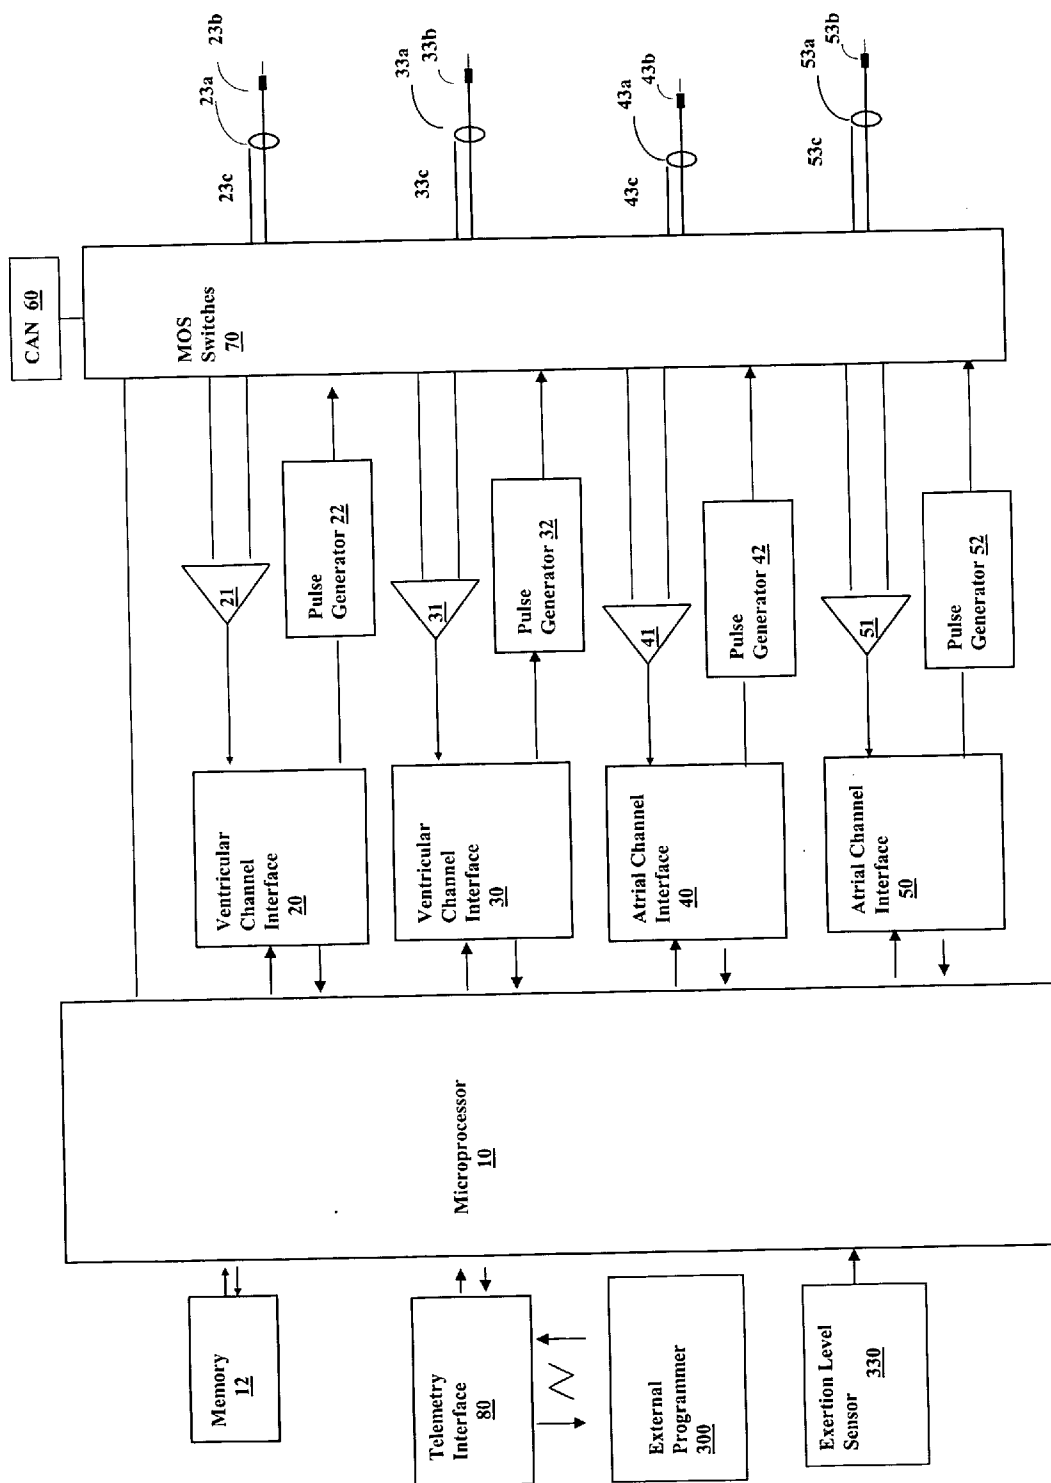 CAN 60
MOS
Switches
70
23a
23b
23c
33a
33b
33c
43a
43b
43c
53a
53b
53c
21
Pulse
Generator 22
31
Pulse
Generator 32
41
Pulse
Generator 42
51
Pulse
Generator 52
Ventricular
Channel
Interface
20
Ventricular
Channel
Interface
30
Atrial Channel
Interface
40
Atrial Channel
Interface
50
Microprocessor
10
Memory
12
Telemetry
Interface
80
External
Programmer
300
Exertion Level
Sensor
330